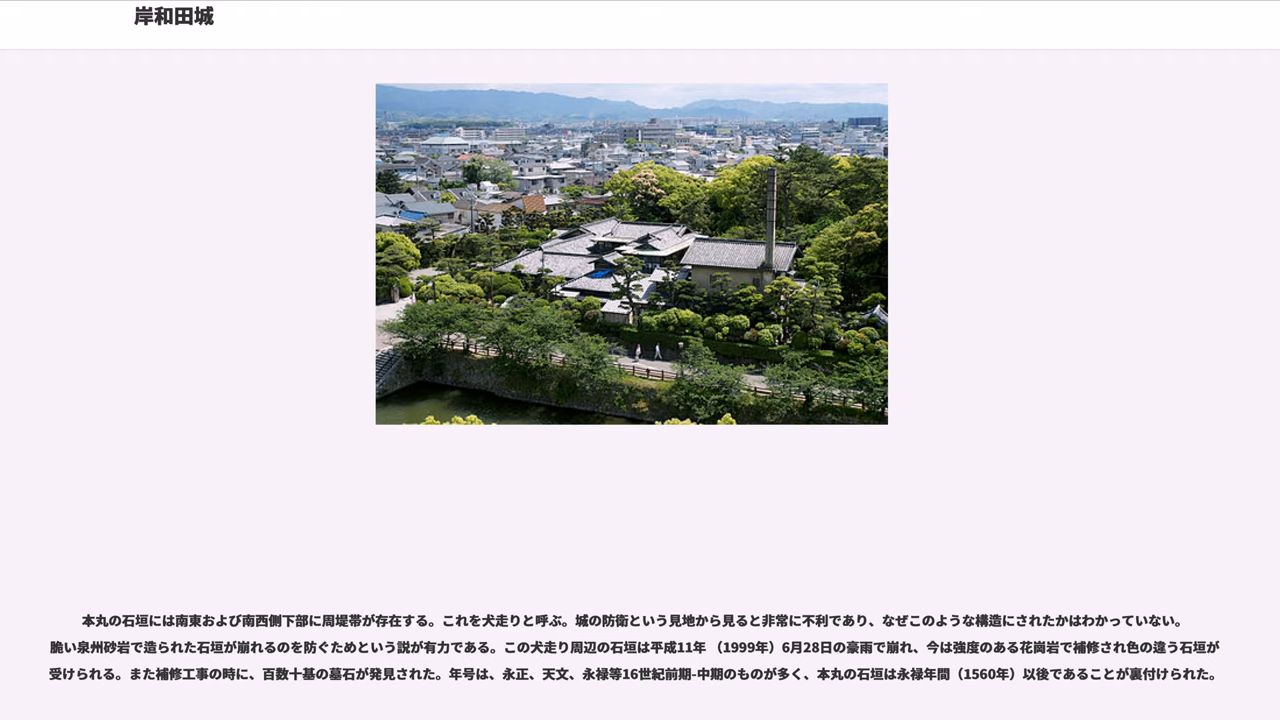 岸和田城
本丸の石垣には南東および南西側下部に周堤帯が存在する。これを犬走りと呼ぶ。城の防衛という見地から見ると非常に不利であり、なぜこのような構造にされたかはわかっていない。
脆い泉州砂岩で造られた石垣が崩れるのを防ぐためという説が有力である。この犬走り周辺の石垣は平成11年 （1999年）6月28日の豪雨で崩れ、今は強度のある花崗岩で補修され色の違う石垣が
受けられる。また補修工事の時に、百数十基の墓石が発見された。年号は、永正、天文、永禄等16世紀前期-中期のものが多く、本丸の石垣は永禄年間（1560年）以後であることが裏付けられた。